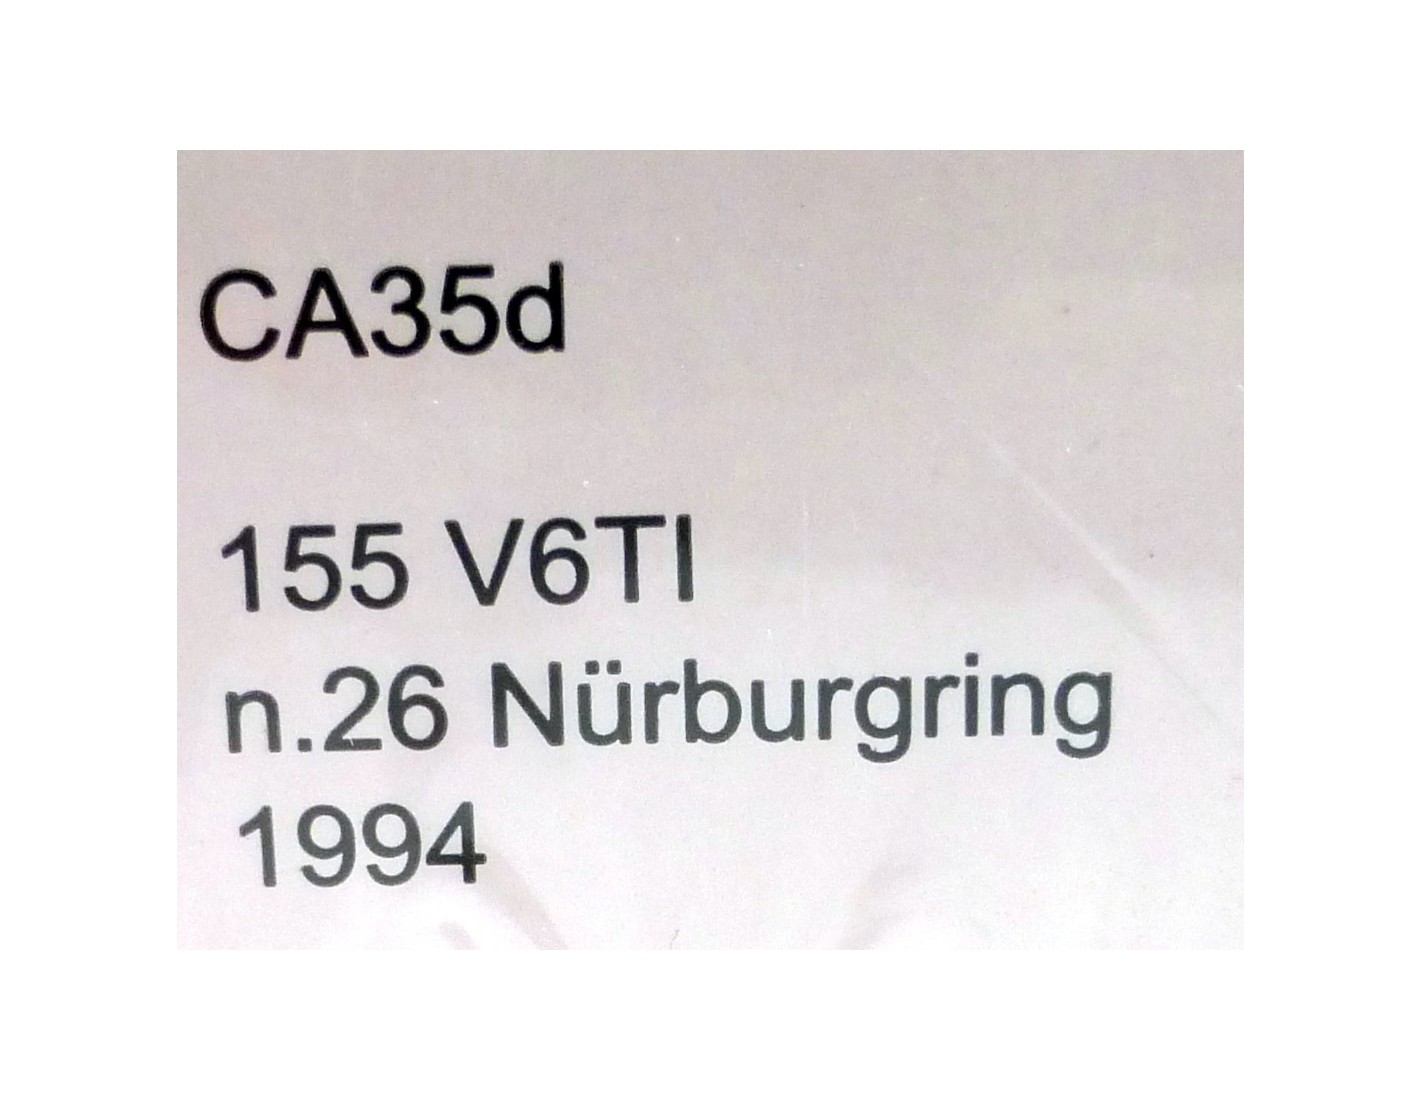 CA35d
155 V6TI
n.26 Nürburgring
1994